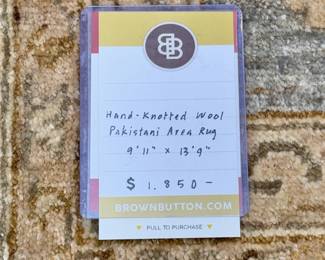 BB
Hand-Knotted Wool
Pakistani Area Rug
9'11" x 13'9"
$ 1,850-
BROWNBUTTON.COM
PULL TO PURCHASE